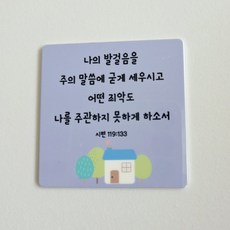 나의 발걸음을
주의 말씀에 굳게 세우시고
어떤 죄악도
나를 주관하지 못하게 하소서
시편 119:133